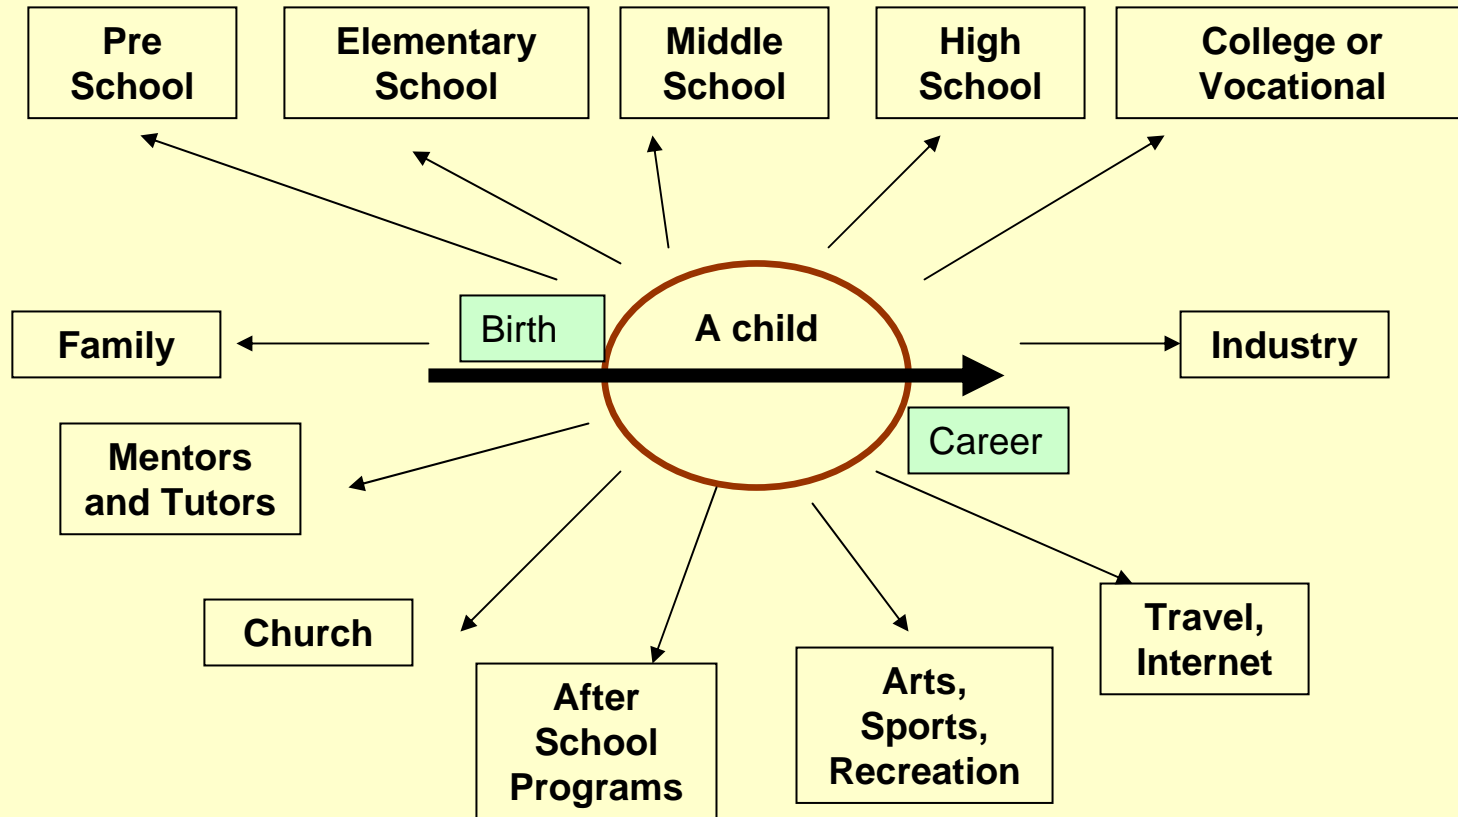 Pre
School
Elementary
School
Middle
School
High
School
College or
Vocational
Birth
A child
Family
Industry
Career
Mentors
and Tutors
Church
After
School
Programs
Arts,
Sports,
Recreation
Travel,
Internet